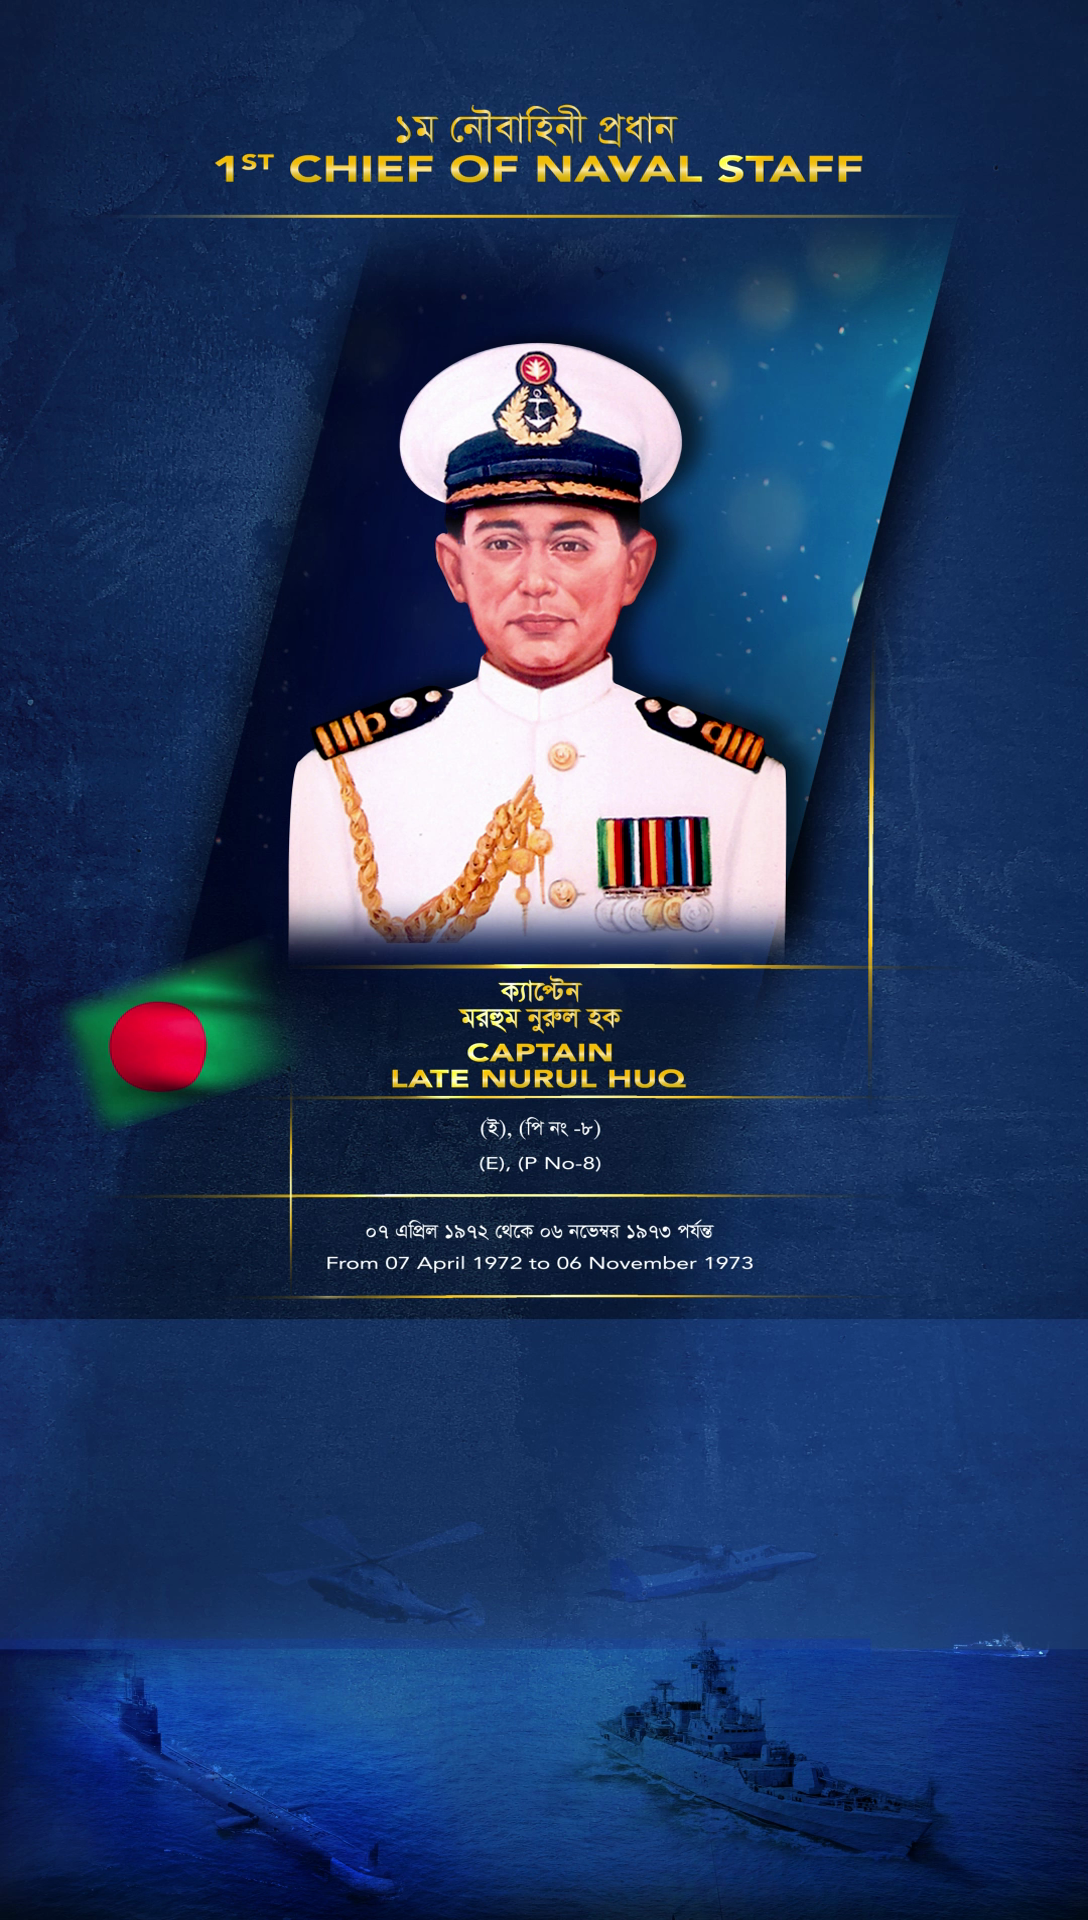 ১ম নৌবাহিনী প্রধান
1ST CHIEF OF NAVAL STAFF
ক্যাপ্টেন
মরহুম নুরুল হক
CAPTAIN
LATE NURUL HUQ
(ই), (পি নং -৮)
(E), (P No-8)
০৭ এপ্রিল ১৯৭২ থেকে ০৬ নভেম্বর ১৯৭৩ পর্যন্ত
From 07 April 1972 to 06 November 1973